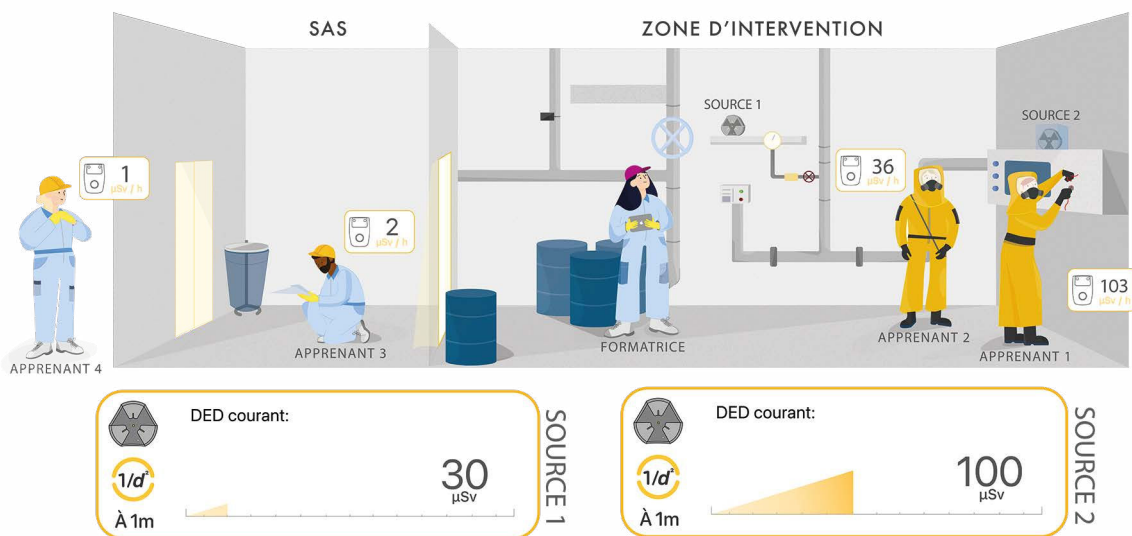 SAS
ZONE D'INTERVENTION
SOURCE 1
SOURCE 2
1
µSv / h
36
µSv / h
2
µSv / h
103
µSv / h
APPRENANT 4
APPRENANT 3
FORMATRICE
APPRENANT 2
APPRENANT 1
DED courant:
1/d²
À 1m
30
µSv
SOURCE 1
DED courant:
1/d²
À 1m
100
µSv
SOURCE 2